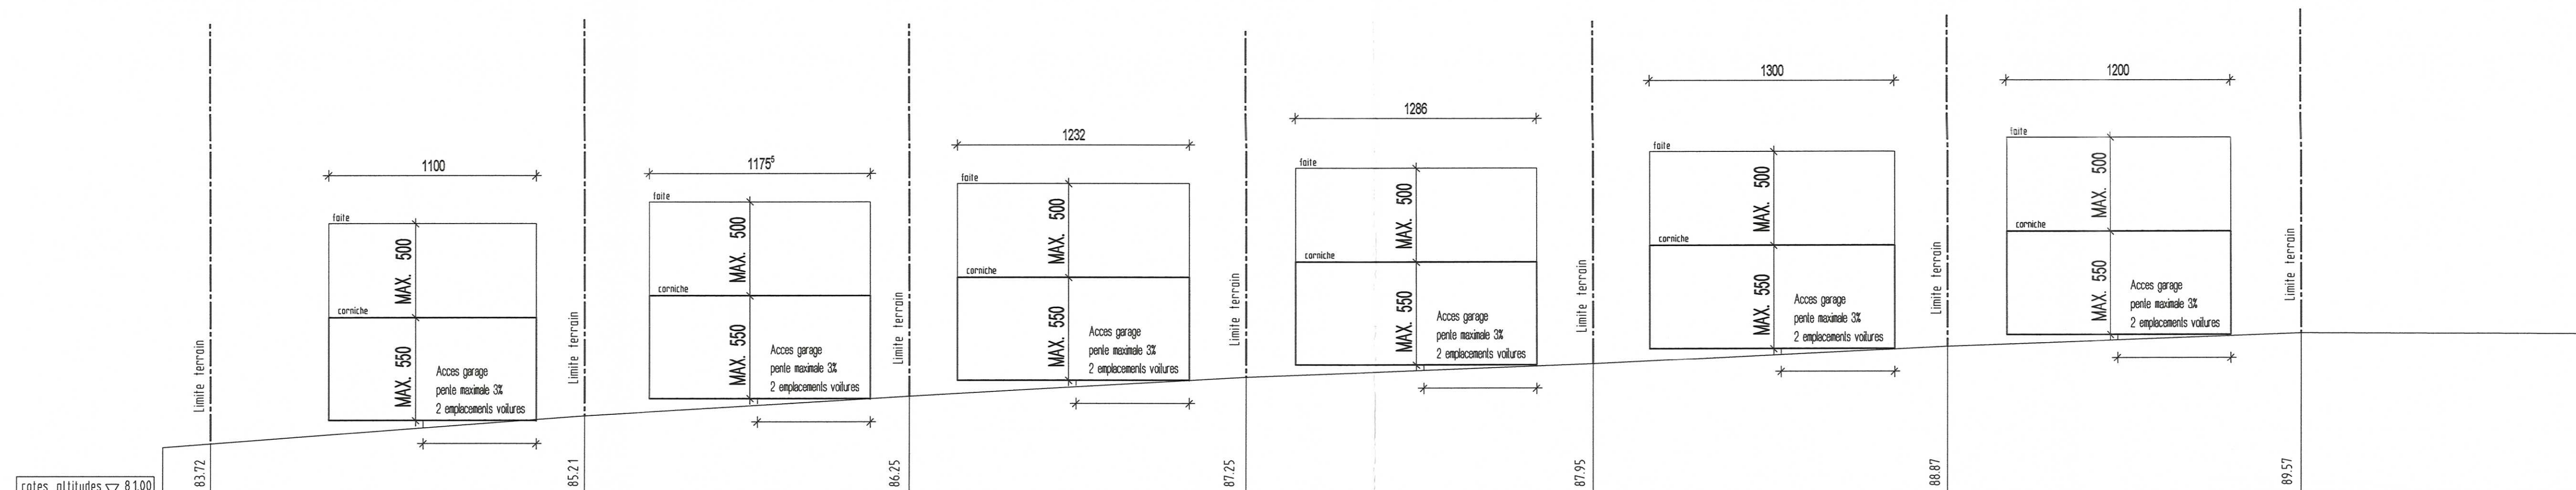 1100
faite
MAX. 500
corniche
MAX. 550
Acces garage
pente maximale 3%
2 emplacements voitures
Limite terrain
83.72
1175⁵
faite
MAX. 500
corniche
MAX. 550
Acces garage
pente maximale 3%
2 emplacements voitures
Limite terrain
85.21
1232
faite
MAX. 500
corniche
MAX. 550
Acces garage
pente maximale 3%
2 emplacements voitures
Limite terrain
86.25
1286
faite
MAX. 500
corniche
MAX. 550
Acces garage
pente maximale 3%
2 emplacements voitures
Limite terrain
87.25
1300
faite
MAX. 500
corniche
MAX. 550
Acces garage
pente maximale 3%
2 emplacements voitures
Limite terrain
87.95
1200
faite
MAX. 500
corniche
MAX. 550
Acces garage
pente maximale 3%
2 emplacements voitures
Limite terrain
88.87
Limite terrain
89.57
cotes altitudes ▽ 81.00